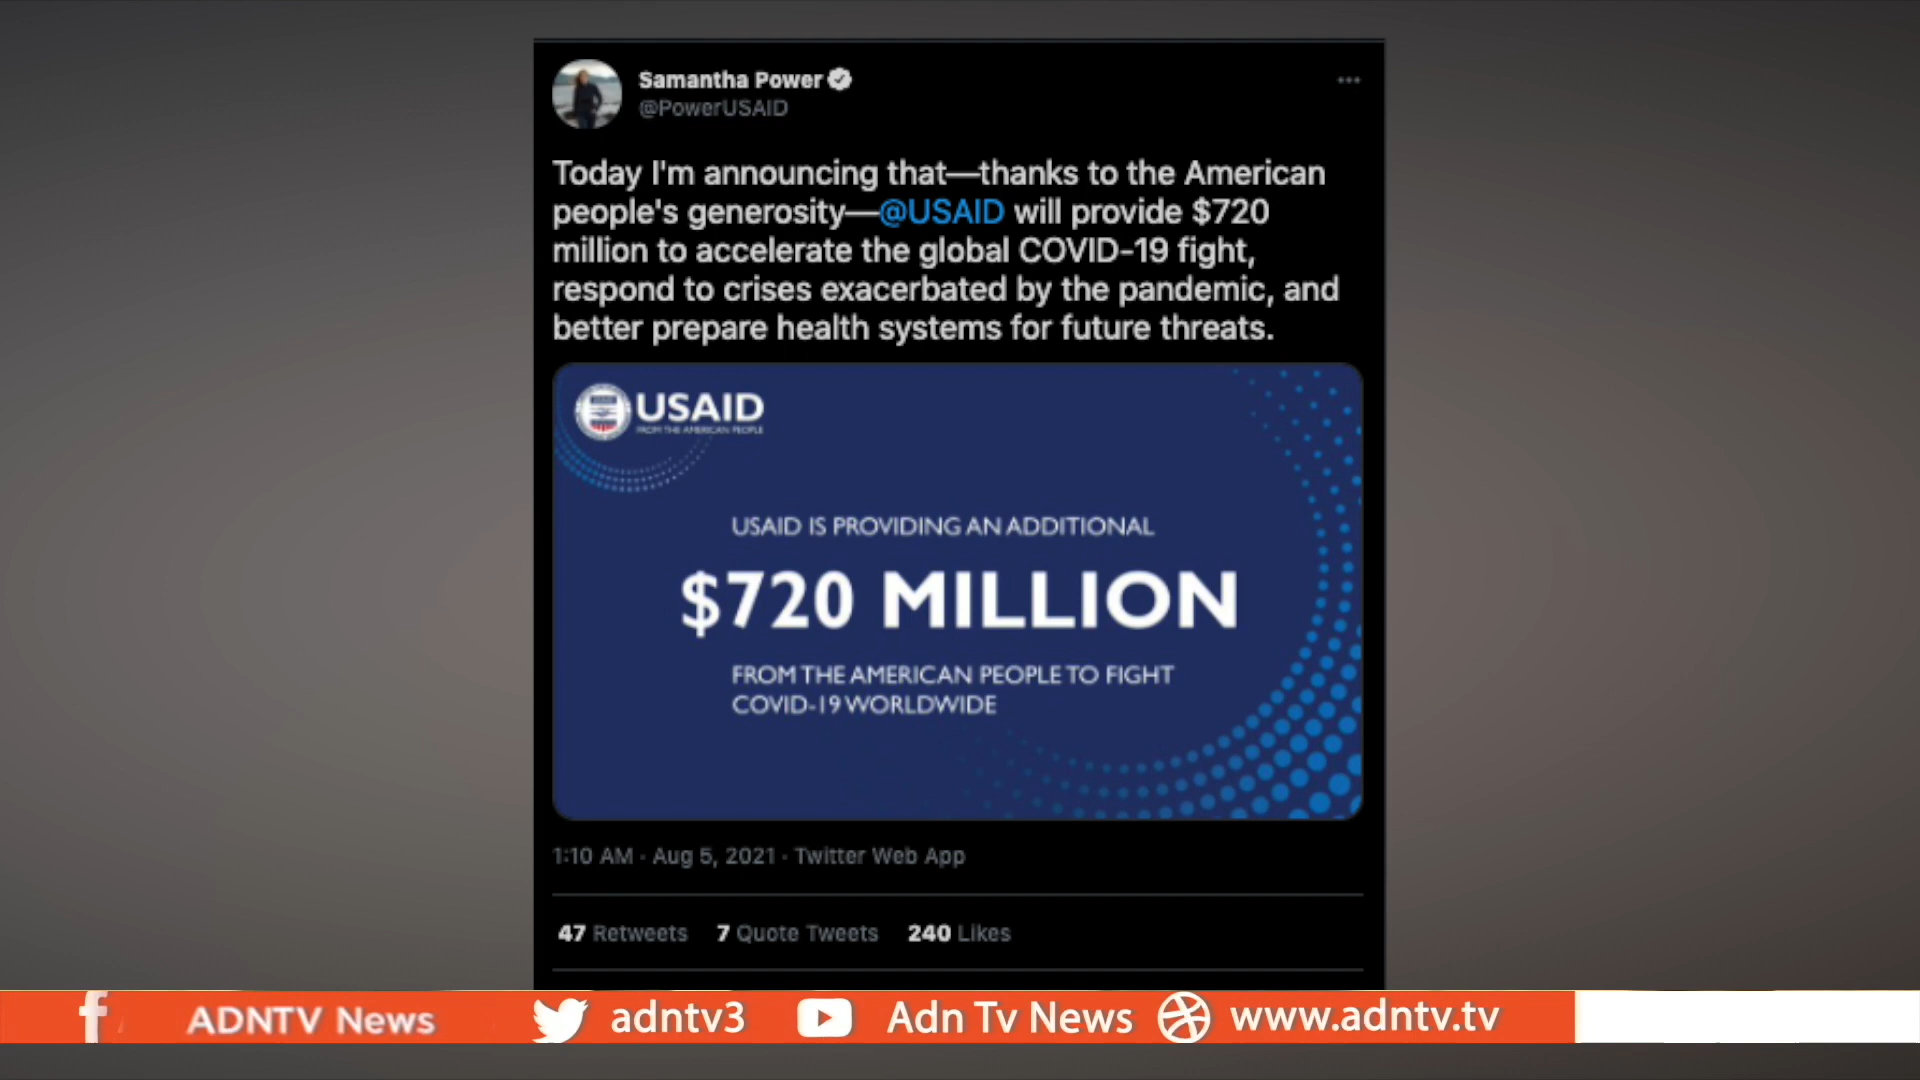 Samantha Power
@PowerUSAID
Today I'm announcing that—thanks to the American
people's generosity—@USAID will provide $720
million to accelerate the global COVID-19 fight,
respond to crises exacerbated by the pandemic, and
better prepare health systems for future threats.
USAID
FROM THE AMERICAN PEOPLE
USAID IS PROVIDING AN ADDITIONAL
$720 MILLION
FROM THE AMERICAN PEOPLE TO FIGHT
COVID-19 WORLDWIDE
1:10 AM · Aug 5, 2021 · Twitter Web App
47 Retweets 7 Quote Tweets 240 Likes
ADNTV News adntv3 Adn Tv News www.adntv.tv